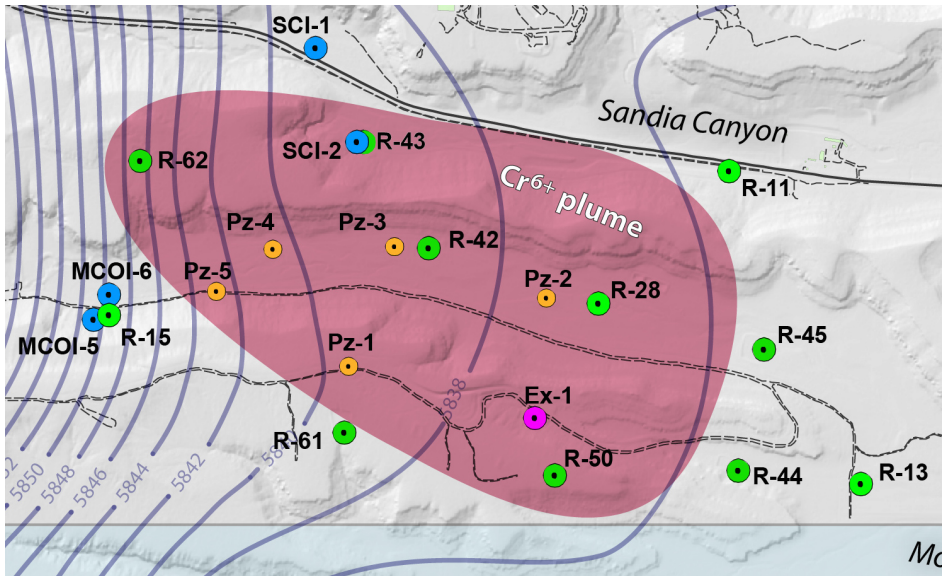 SCI-1
Sandia Canyon
SCI-2
R-43
R-62
R-11
Cr6+ plume
Pz-4
Pz-3
R-42
MCOI-6
Pz-5
Pz-2
R-28
MCOI-5
R-15
Pz-1
R-45
5838
Ex-1
R-61
R-50
R-44
R-13
5850
5848
5846
5844
5842